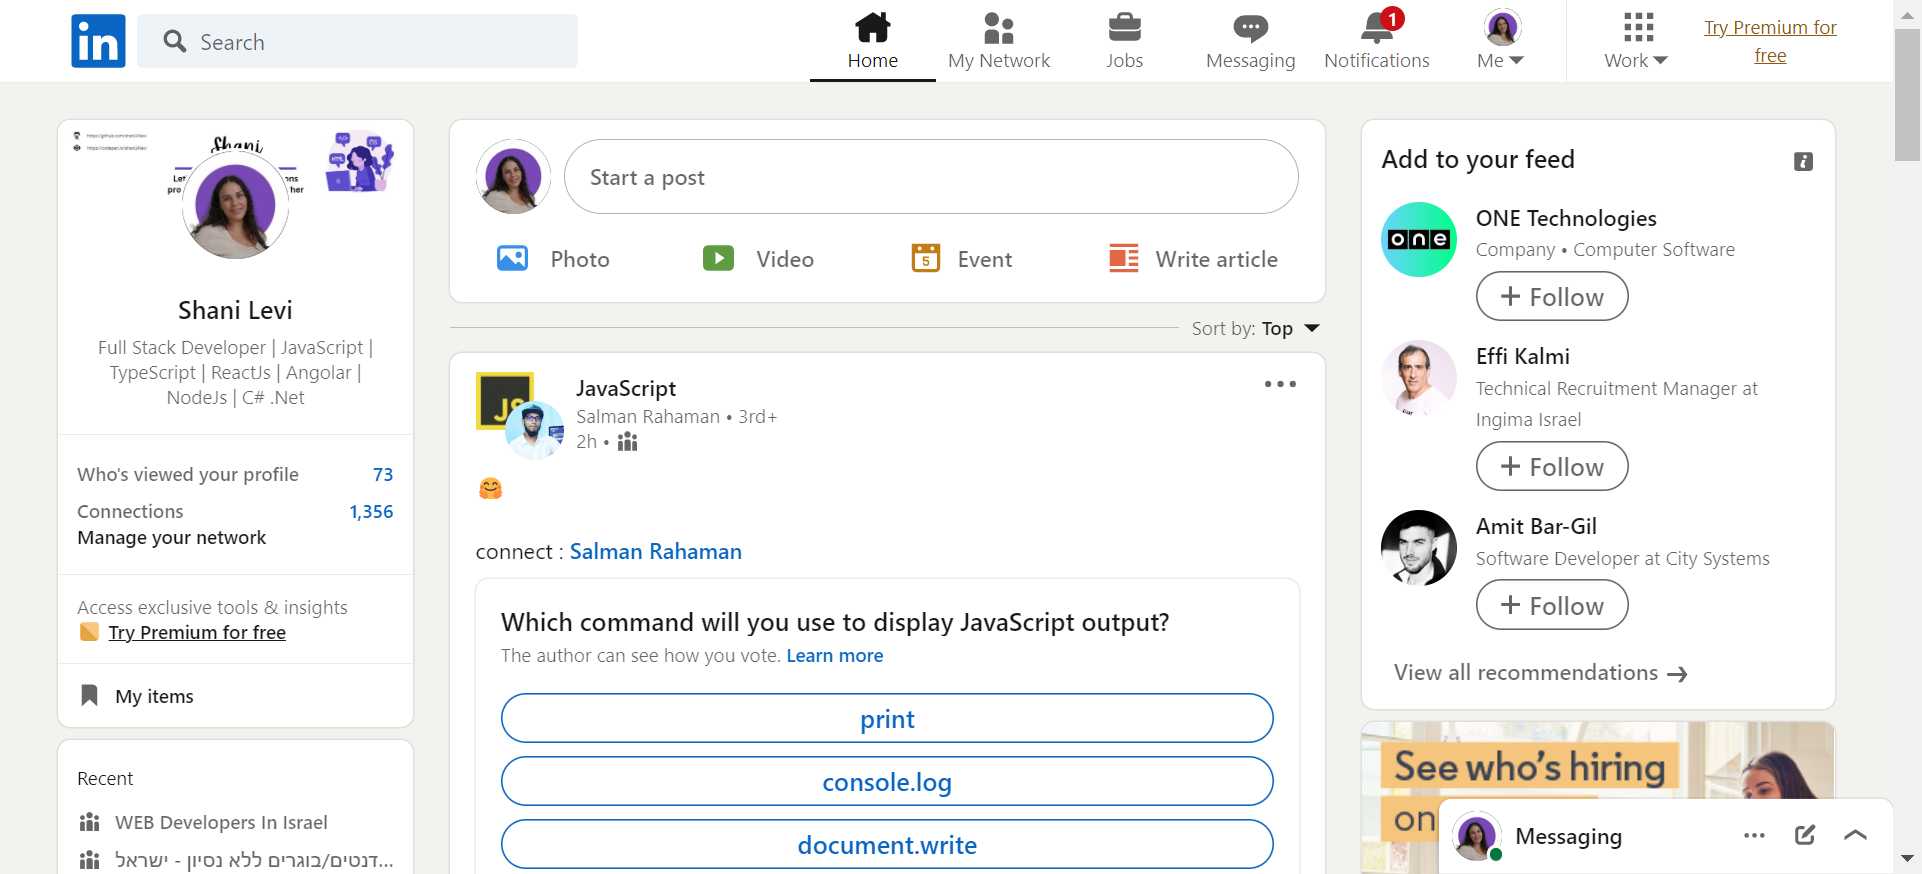 in
Search
Home
My Network
Jobs
Messaging
1
Notifications
Me
Work
Try Premium for
free
Shani
Shani Levi
Full Stack Developer | JavaScript |
TypeScript | ReactJs | Angular |
NodeJs | C# .Net
Who's viewed your profile 73
Connections 1,356
Manage your network
Access exclusive tools & insights
Try Premium for free
My items
Recent
WEB Developers In Israel
דנטים/בוגרים ללא נסיון - ישראל...
Start a post
Photo
Video
5
Event
Write article
Sort by: Top
JS
JavaScript
Salman Rahaman • 3rd+
2h •
connect : Salman Rahaman
Which command will you use to display JavaScript output?
The author can see how you vote. Learn more
print
console.log
document.write
Add to your feed
one
ONE Technologies
Company • Computer Software
+ Follow
Effi Kalmi
Technical Recruitment Manager at
Ingima Israel
+ Follow
Amit Bar-Gil
Software Developer at City Systems
+ Follow
View all recommendations →
See who's hiring
on
Messaging